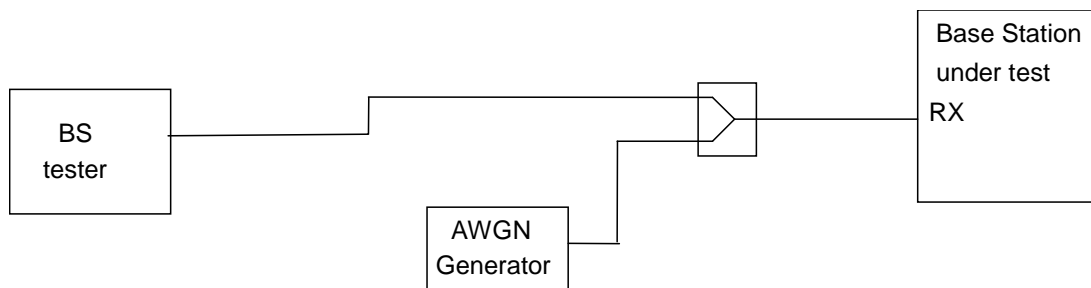 BS
tester
AWGN
Generator
Base Station
under test
RX